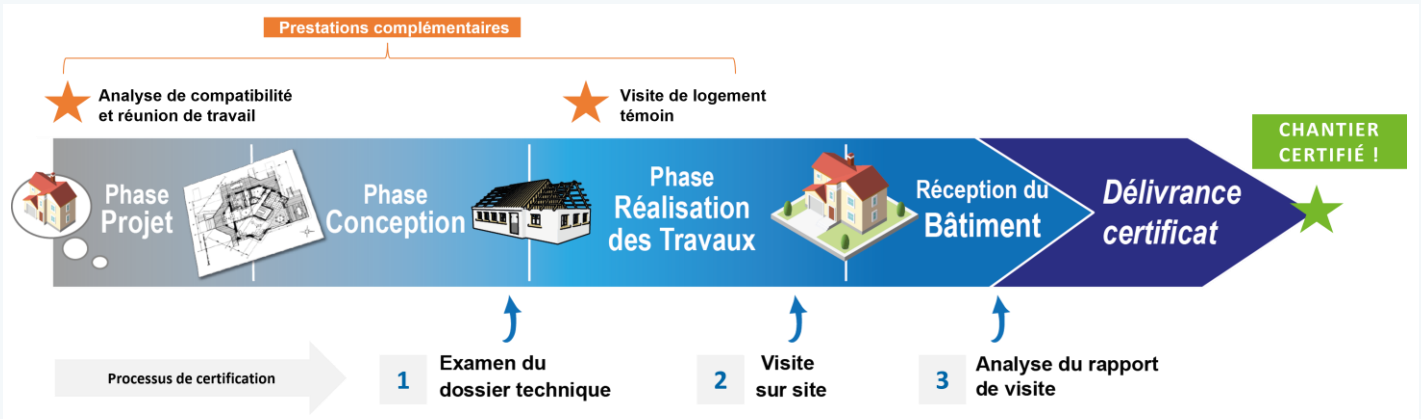 Prestations complémentaires
Analyse de compatibilité
et réunion de travail
Visite de logement
témoin
CHANTIER
CERTIFIÉ !
Phase
Projet
Phase
Conception
Phase
Réalisation
des Travaux
Réception du
Bâtiment
Délivrance
certificat
Processus de certification
1
Examen du
dossier technique
2
Visite
sur site
3
Analyse du rapport
de visite